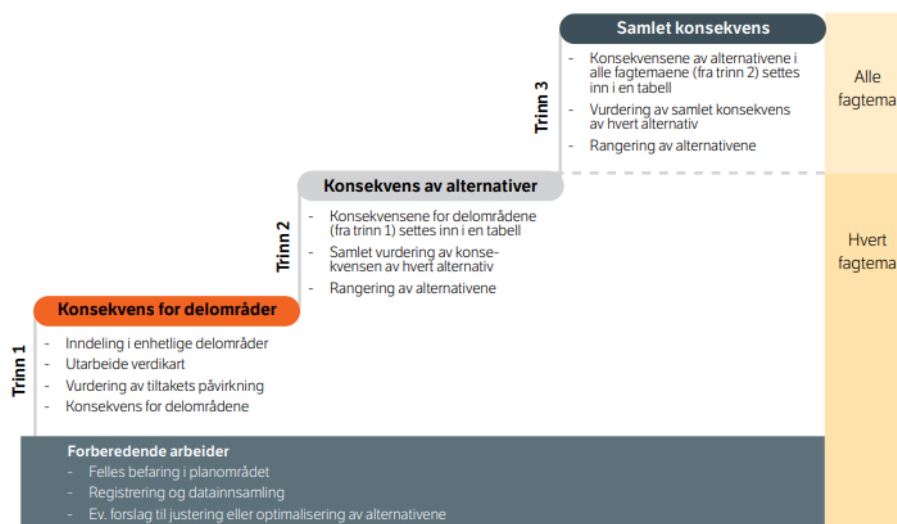 Samlet konsekvens
- Konsekvensene av alternativene i
alle fagtemaene (fra trinn 2) settes
inn i en tabell
- Vurdering av samlet konsekvens
av hvert alternativ
- Rangering av alternativene
Trinn 3
Alle
fagtema
Konsekvens av alternativer
- Konsekvensene for delområdene
(fra trinn 1) settes inn i en tabell
- Samlet vurdering av konse-
kvensen av hvert alternativ
- Rangering av alternativene
Trinn 2
Hvert
fagtema
Konsekvens for delområder
- Inndeling i enhetlige delområder
- Utarbeide verdikart
- Vurdering av tiltakets påvirkning
- Konsekvens for delområdene
Trinn 1
Forberedende arbeider
- Felles befaring i planområdet
- Registrering og datainnsamling
- Ev. forslag til justering eller optimalisering av alternativene